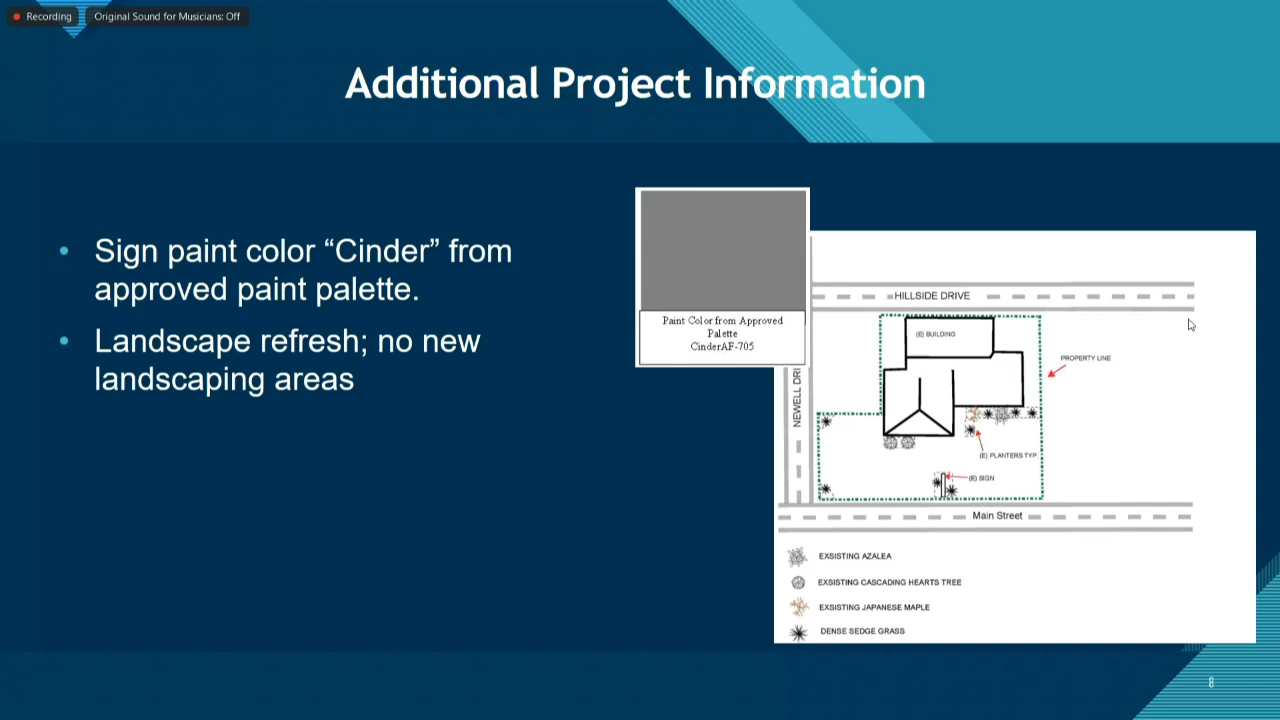 Recording
Original Sound for Musicians: Off
Additional Project Information
• Sign paint color “Cinder” from
approved paint palette.
• Landscape refresh; no new
landscaping areas
Paint Color from Approved
Palette
CinderAF-705
HILLSIDE DRIVE
(E) BUILDING
PROPERTY LINE
NEWELL DRI
(E) PLANTERS TYP
(E) SIGN
Main Street
EXSISTING AZALEA
EXSISTING CASCADING HEARTS TREE
EXSISTING JAPANESE MAPLE
DENSE SEDGE GRASS
8